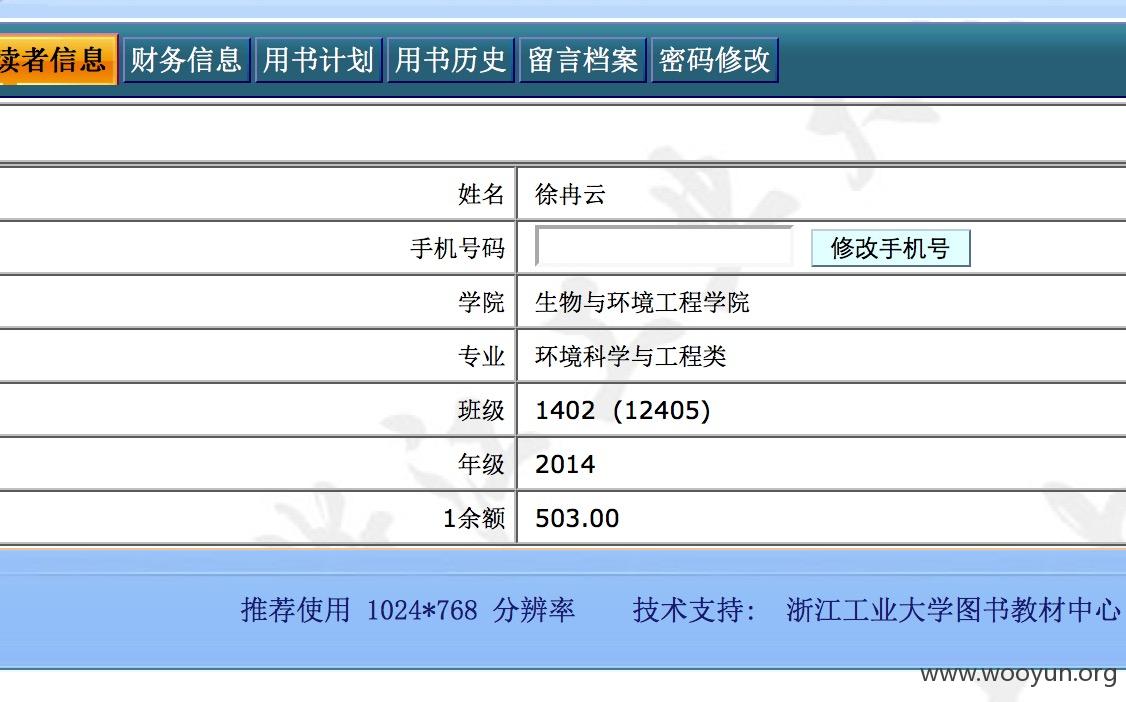 读者信息 财务信息 用书计划 用书历史 留言档案 密码修改
姓名 徐冉云
手机号码 修改手机号
学院 生物与环境工程学院
专业 环境科学与工程类
班级 1402 (12405)
年级 2014
1余额 503.00
推荐使用 1024*768 分辨率 技术支持: 浙江工业大学图书教材中心
www.wooyun.org